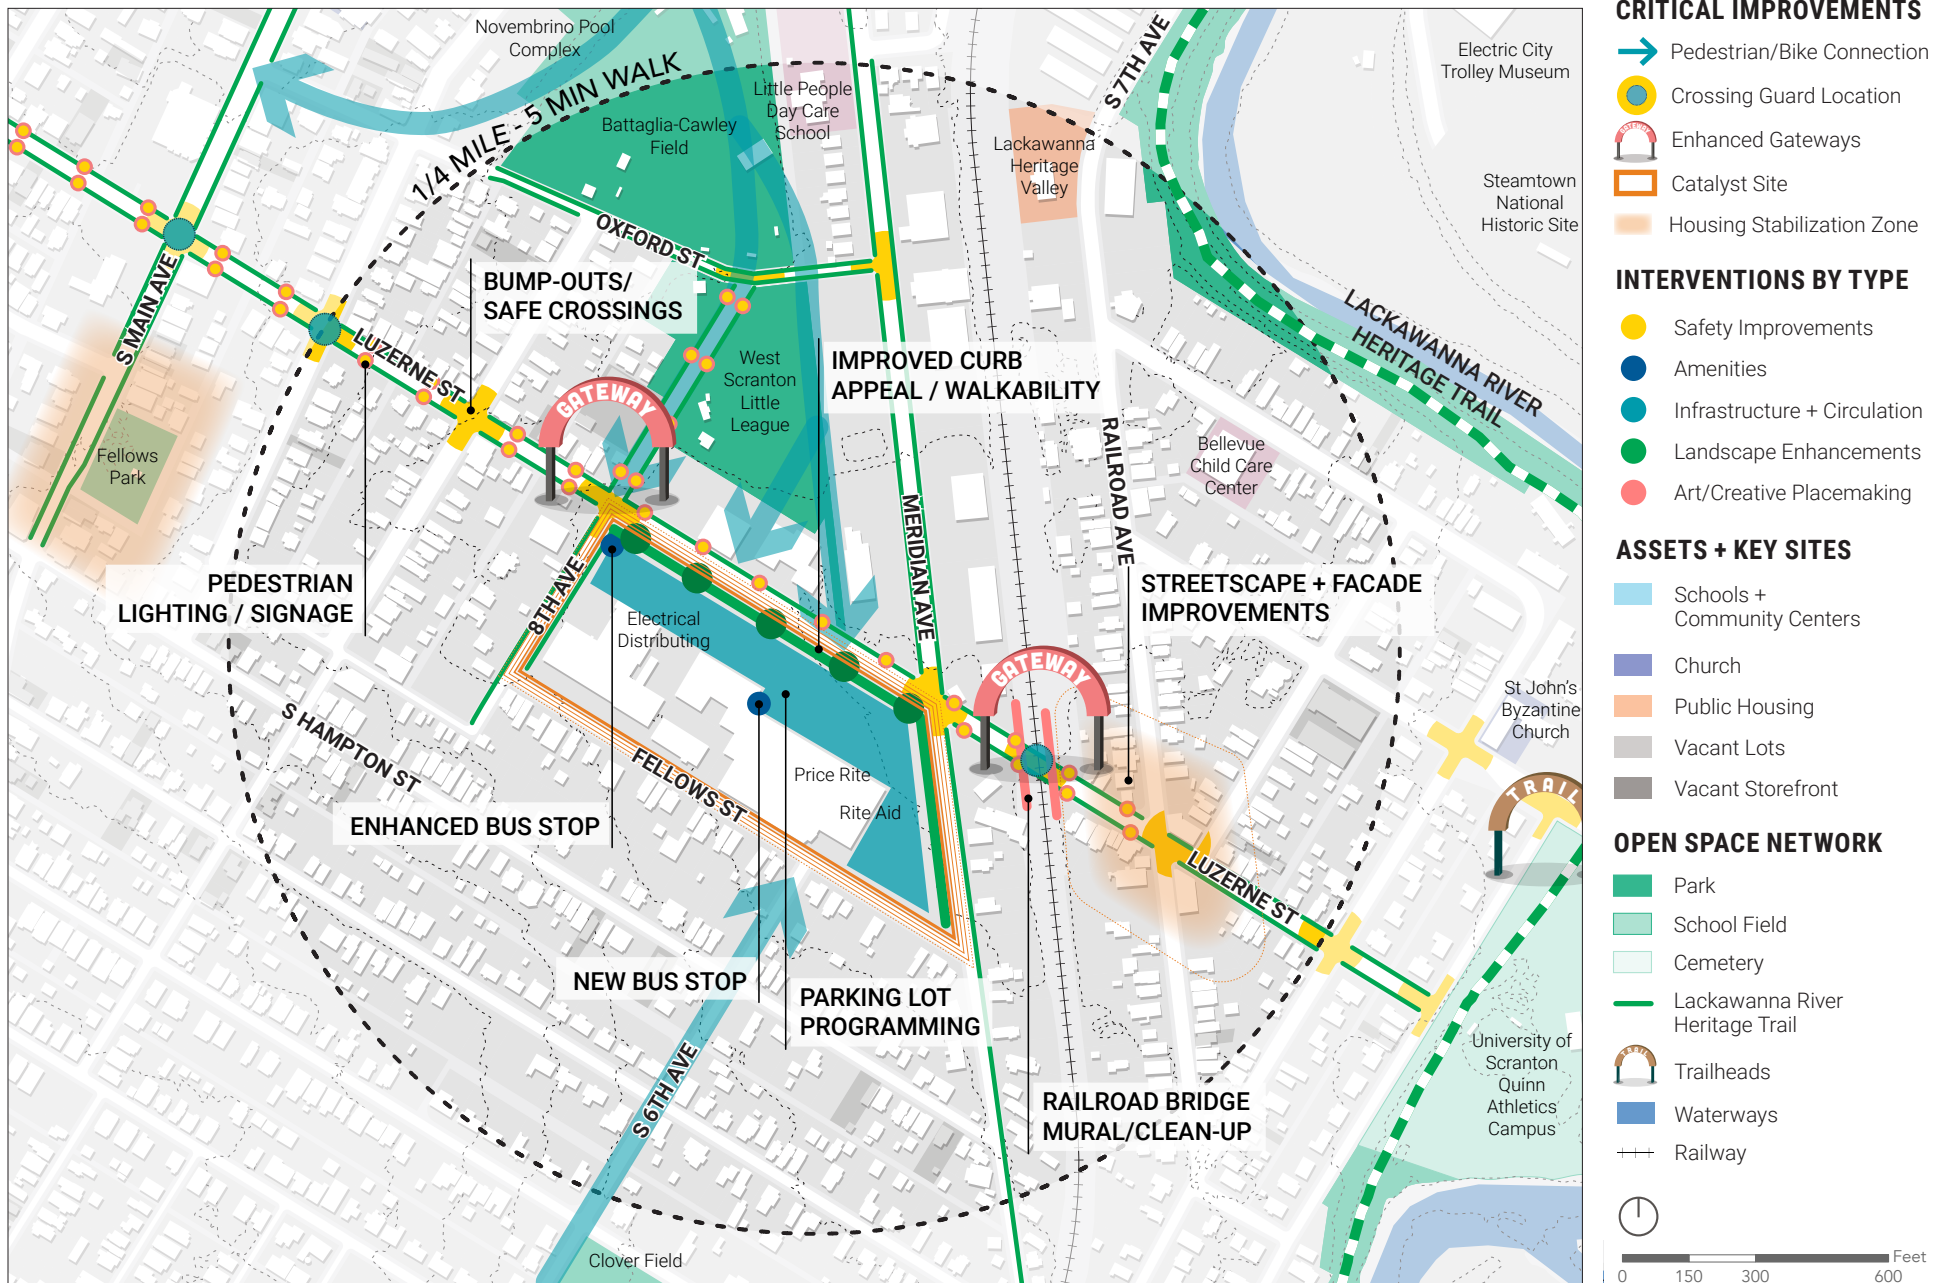 Novembrino Pool
Complex
1/4 MILE - 5 MIN WALK
Battaglia-Cawley
Field
Little People
Day Care
School
S 7TH AVE
Lackawanna
Heritage
Valley
Electric City
Trolley Museum
Steamtown
National
Historic Site
OXFORD ST
BUMP-OUTS/
SAFE CROSSINGS
S MAIN AVE
LUZERNE ST
GATEWAY
West
Scranton
Little
League
IMPROVED CURB
APPEAL / WALKABILITY
LACKAWANNA RIVER
HERITAGE TRAIL
RAILROAD AVE
Bellevue
Child Care
Center
Fellows
Park
MERIDIAN AVE
PEDESTRIAN
LIGHTING / SIGNAGE
8TH AVE
Electrical
Distributing
STREETSCAPE + FACADE
IMPROVEMENTS
GATEWAY
St John's
Byzantine
Church
S HAMPTON ST
FELLOWS ST
Price Rite
Rite Aid
TRAIL
ENHANCED BUS STOP
LUZERNE ST
NEW BUS STOP
PARKING LOT
PROGRAMMING
S 6TH AVE
RAILROAD BRIDGE
MURAL/CLEAN-UP
University of
Scranton
Quinn
Athletics
Campus
Clover Field
CRITICAL IMPROVEMENTS
Pedestrian/Bike Connection
Crossing Guard Location
GATEWAY
Enhanced Gateways
Catalyst Site
Housing Stabilization Zone
INTERVENTIONS BY TYPE
Safety Improvements
Amenities
Infrastructure + Circulation
Landscape Enhancements
Art/Creative Placemaking
ASSETS + KEY SITES
Schools +
Community Centers
Church
Public Housing
Vacant Lots
Vacant Storefront
OPEN SPACE NETWORK
Park
School Field
Cemetery
Lackawanna River
Heritage Trail
TRAIL
Trailheads
Waterways
Railway
Feet
0 150 300 600